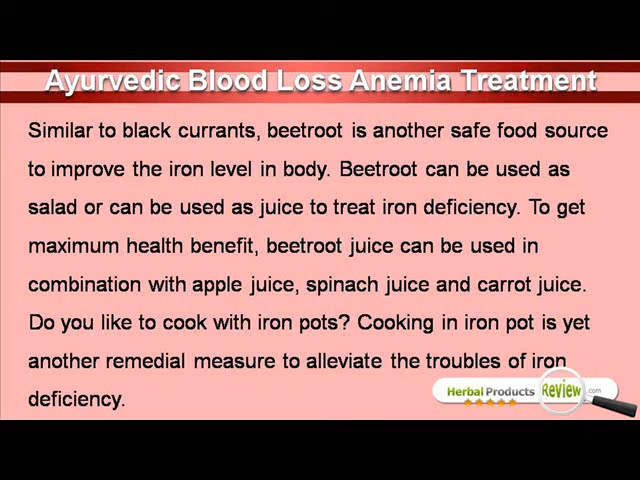 Ayurvedic Blood Loss Anemia Treatment
Similar to black currants, beetroot is another safe food source
to improve the iron level in body. Beetroot can be used as
salad or can be used as juice to treat iron deficiency. To get
maximum health benefit, beetroot juice can be used in
combination with apple juice, spinach juice and carrot juice.
Do you like to cook with iron pots? Cooking in iron pot is yet
another remedial measure to alleviate the troubles of iron
deficiency.
Herbal Products Review .com